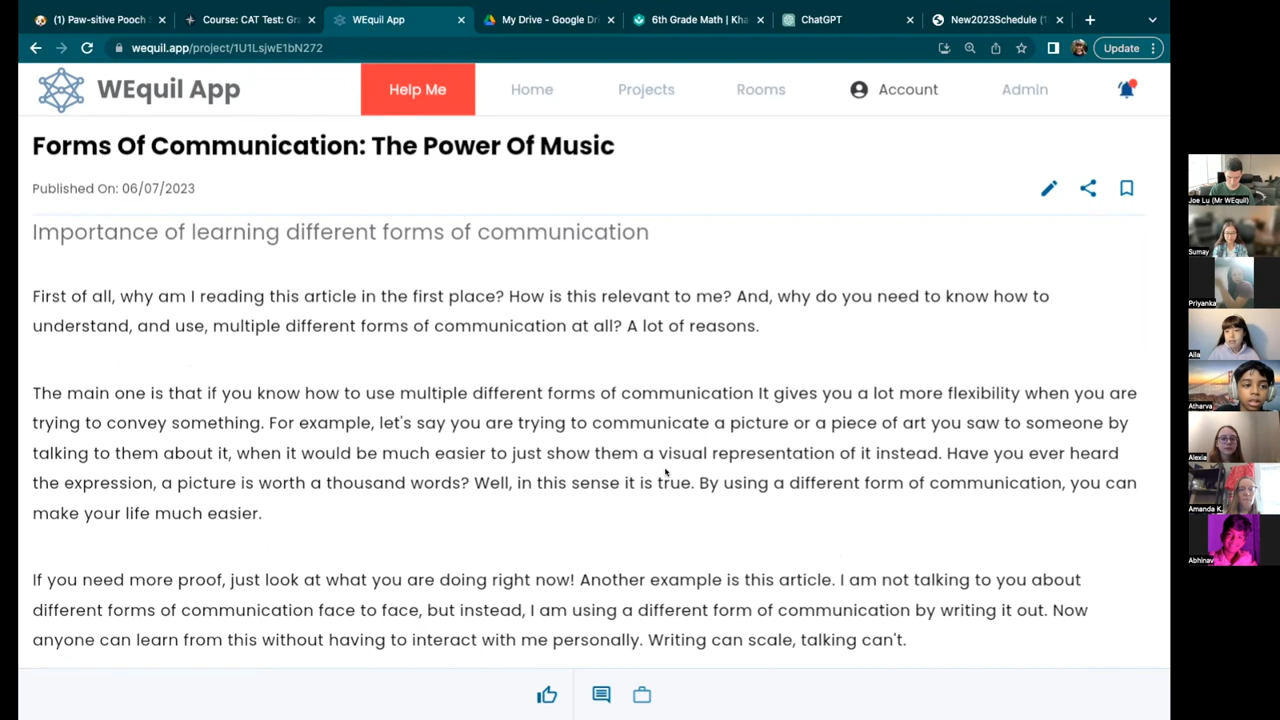 (1) Paw-sitive Pooch S
Course: CAT Test: Gra
WEquil App
My Drive - Google Dri
6th Grade Math | Kha
ChatGPT
New2023Schedule (1
wequil.app/project/1U1LsjwE1bN272
Update
WEquil App
Help Me
Home
Projects
Rooms
Account
Admin
Forms Of Communication: The Power Of Music
Published On: 06/07/2023
Importance of learning different forms of communication
First of all, why am I reading this article in the first place? How is this relevant to me? And, why do you need to know how to
understand, and use, multiple different forms of communication at all? A lot of reasons.
The main one is that if you know how to use multiple different forms of communication It gives you a lot more flexibility when you are
trying to convey something. For example, let's say you are trying to communicate a picture or a piece of art you saw to someone by
talking to them about it, when it would be much easier to just show them a visual representation of it instead. Have you ever heard
the expression, a picture is worth a thousand words? Well, in this sense it is true. By using a different form of communication, you can
make your life much easier.
If you need more proof, just look at what you are doing right now! Another example is this article. I am not talking to you about
different forms of communication face to face, but instead, I am using a different form of communication by writing it out. Now
anyone can learn from this without having to interact with me personally. Writing can scale, talking can't.
Joe Lu (Mr WEquil)
Sumay
Priyanka
Aila
Atharva
Alexia
Amanda K.
Abhinav